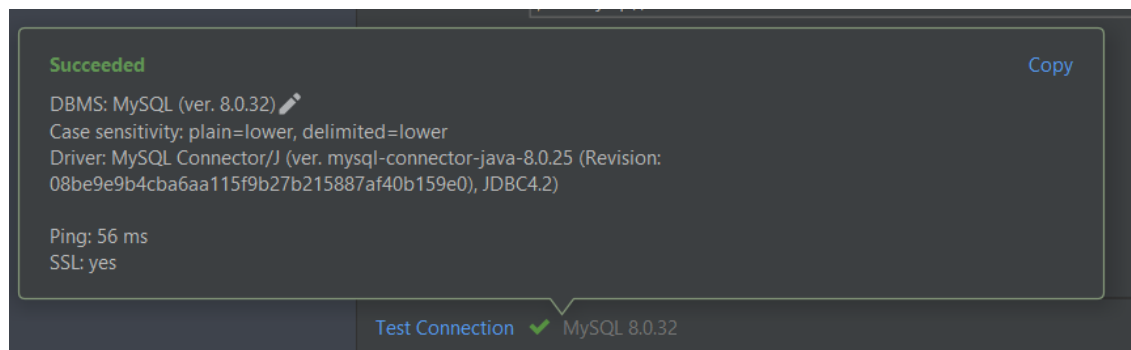 Succeeded
Copy
DBMS: MySQL (ver. 8.0.32)
Case sensitivity: plain=lower, delimited=lower
Driver: MySQL Connector/J (ver. mysql-connector-java-8.0.25 (Revision:
08be9e9b4cba6aa115f9b27b215887af40b159e0), JDBC4.2)
Ping: 56 ms
SSL: yes
Test Connection
MySQL 8.0.32